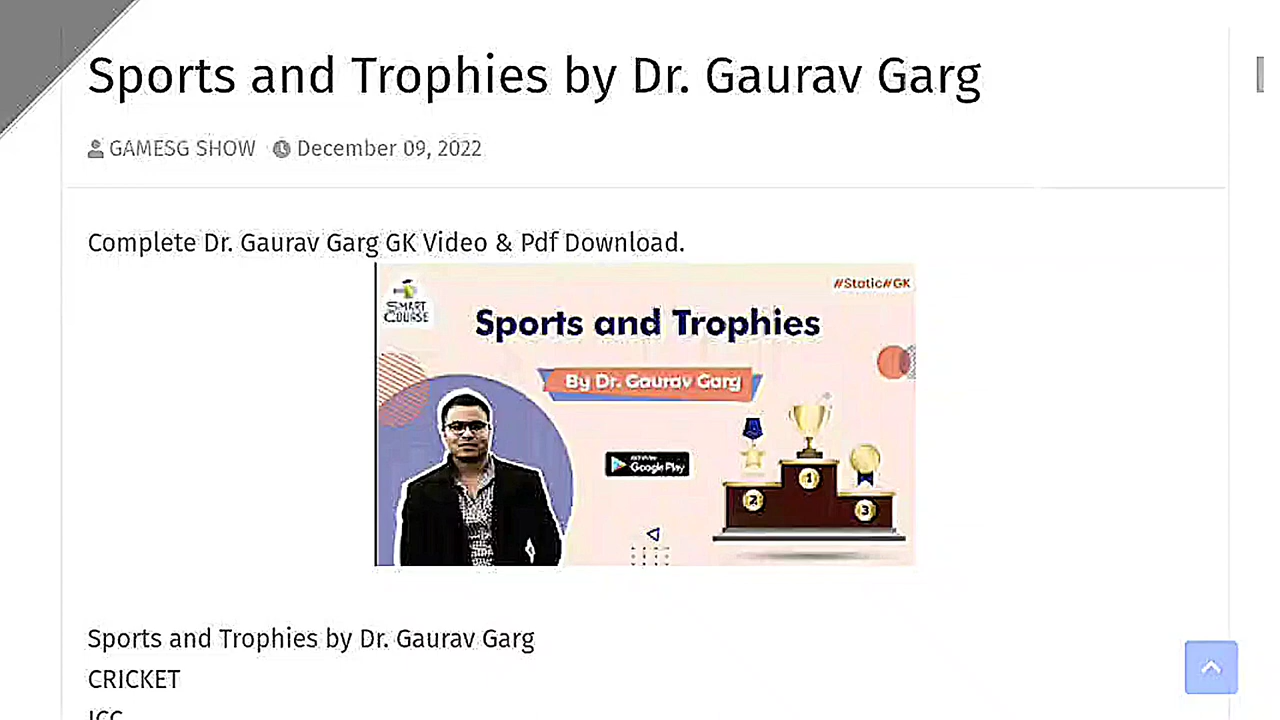 Sports and Trophies by Dr. Gaurav Garg
GAMESG SHOW December 09, 2022
Complete Dr. Gaurav Garg GK Video & Pdf Download.
#Static#GK
SMART
COURSE
Sports and Trophies
By Dr. Gaurav Garg
Google Play
1
2
3
Sports and Trophies by Dr. Gaurav Garg
CRICKET
ICC